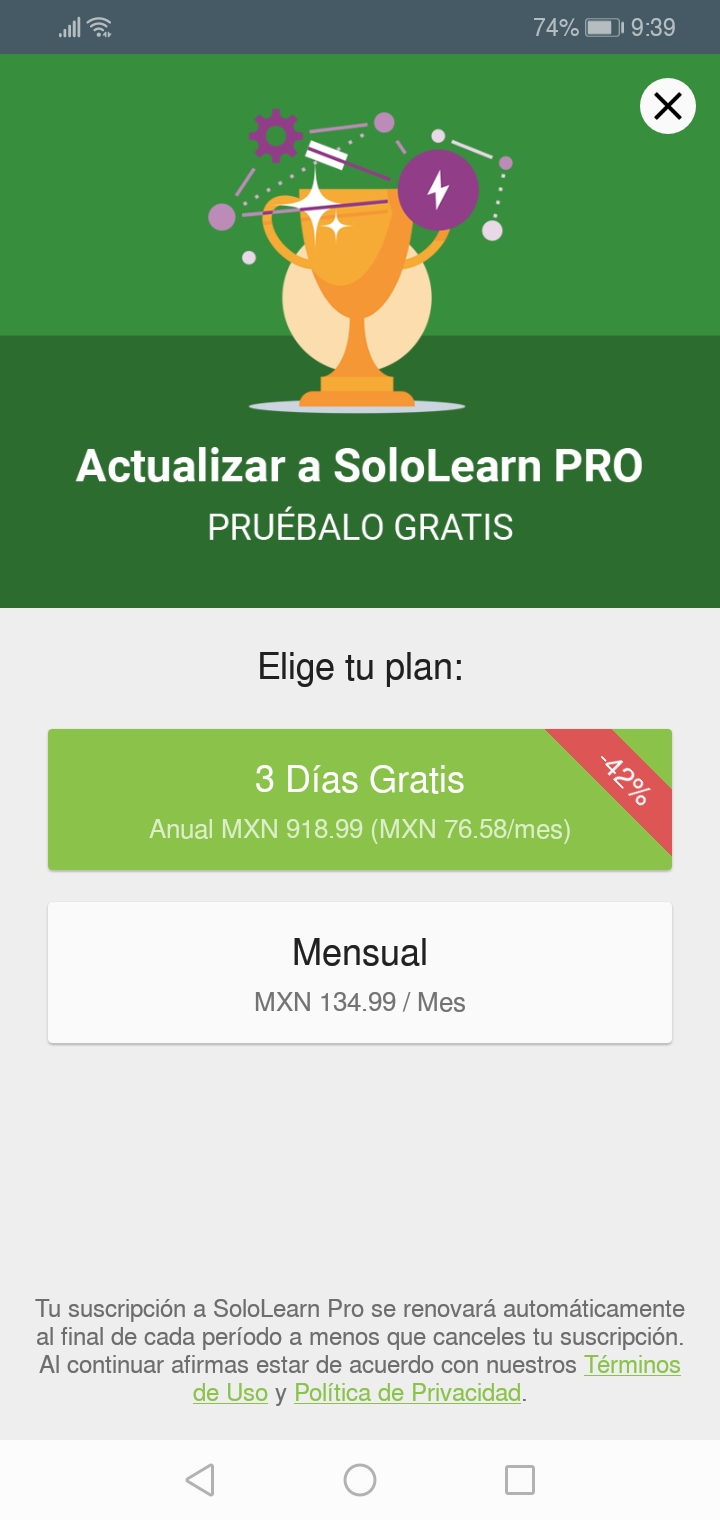 74% 9:39
Actualizar a SoloLearn PRO
PRUÉBALO GRATIS
Elige tu plan:
3 Días Gratis
-42%
Anual MXN 918.99 (MXN 76.58/mes)
Mensual
MXN 134.99 / Mes
Tu suscripción a SoloLearn Pro se renovará automáticamente
al final de cada período a menos que canceles tu suscripción.
Al continuar afirmas estar de acuerdo con nuestros Términos
de Uso y Política de Privacidad.